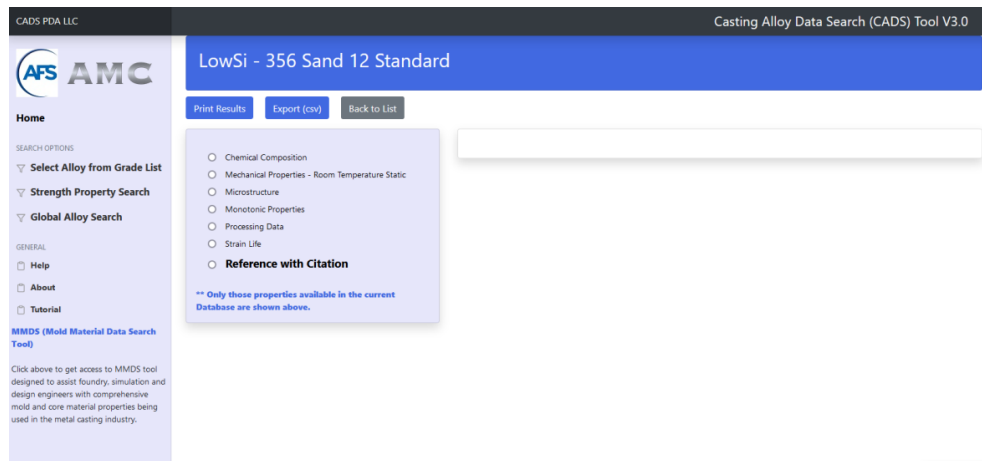 CADS PDA LLC
Casting Alloy Data Search (CADS) Tool V3.0
AFS AMC
LowSi - 356 Sand 12 Standard
Print Results
Export (csv)
Back to List
Home
SEARCH OPTIONS
Select Alloy from Grade List
Strength Property Search
Global Alloy Search
GENERAL
Help
About
Tutorial
MMDS (Mold Material Data Search
Tool)
Click above to get access to MMDS tool
designed to assist foundry, simulation and
design engineers with comprehensive
mold and core material properties being
used in the metal casting industry.
Chemical Composition
Mechanical Properties - Room Temperature Static
Microstructure
Monotonic Properties
Processing Data
Strain Life
Reference with Citation
** Only those properties available in the current
Database are shown above.